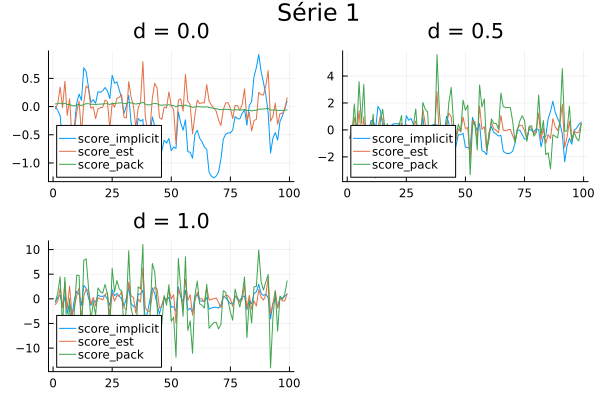 Série 1
d = 0.0
0.5
0.0
−0.5
−1.0
score_implicit
score_est
score_pack
0 25 50 75 100
d = 0.5
4
2
0
−2
score_implicit
score_est
score_pack
0 25 50 75 100
d = 1.0
10
5
0
−5
−10
score_implicit
score_est
score_pack
0 25 50 75 100